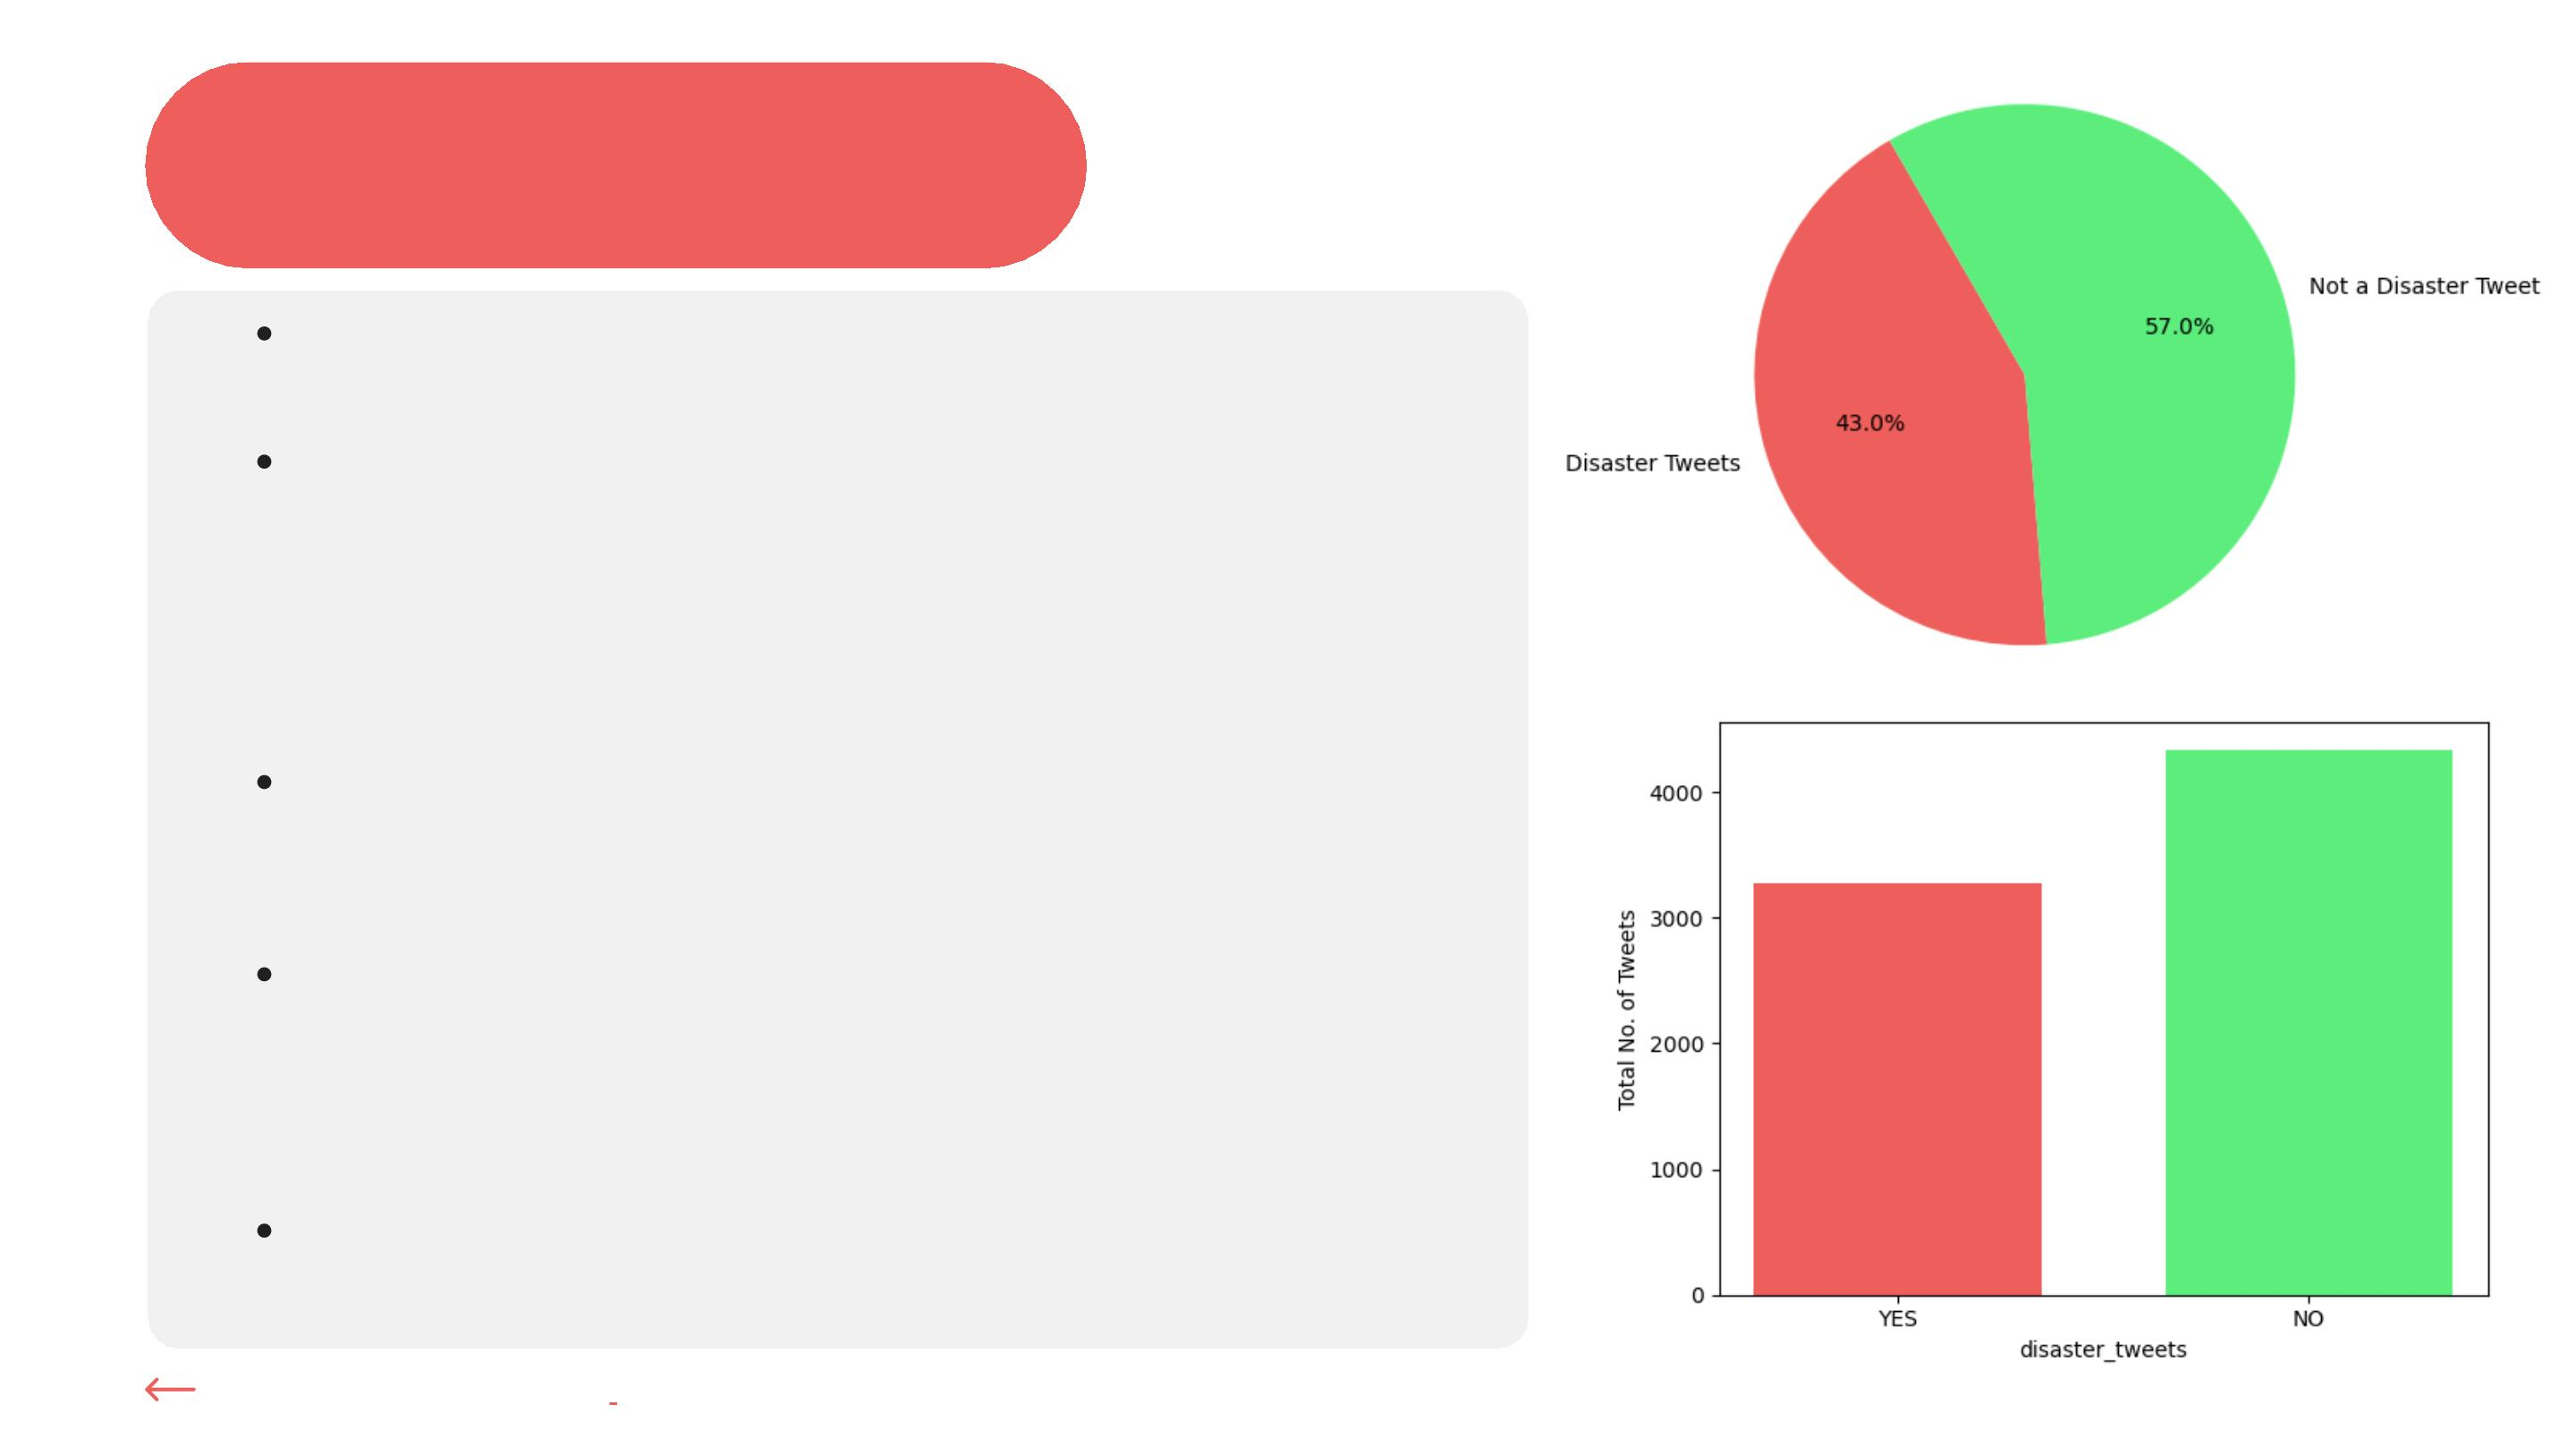 Not a Disaster Tweet
57.0%
43.0%
Disaster Tweets
4000
3000
2000
1000
0
Total No. of Tweets
YES
NO
disaster_tweets